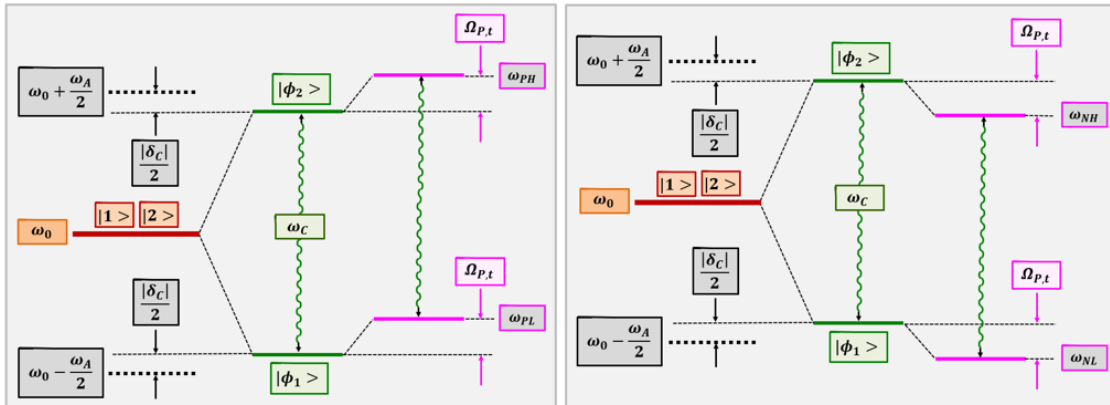 Ω_{P,t}
ω_0 + ω_A/2
|ϕ_2 >
ω_{PH}
|δ_C|/2
|1 > |2 >
ω_0
ω_C
|δ_C|/2
Ω_{P,t}
ω_{PL}
ω_0 − ω_A/2
|ϕ_1 >
Ω_{P,t}
ω_0 + ω_A/2
|ϕ_2 >
ω_{NH}
|δ_C|/2
|1 > |2 >
ω_0
ω_C
|δ_C|/2
Ω_{P,t}
ω_0 − ω_A/2
|ϕ_1 >
ω_{NL}